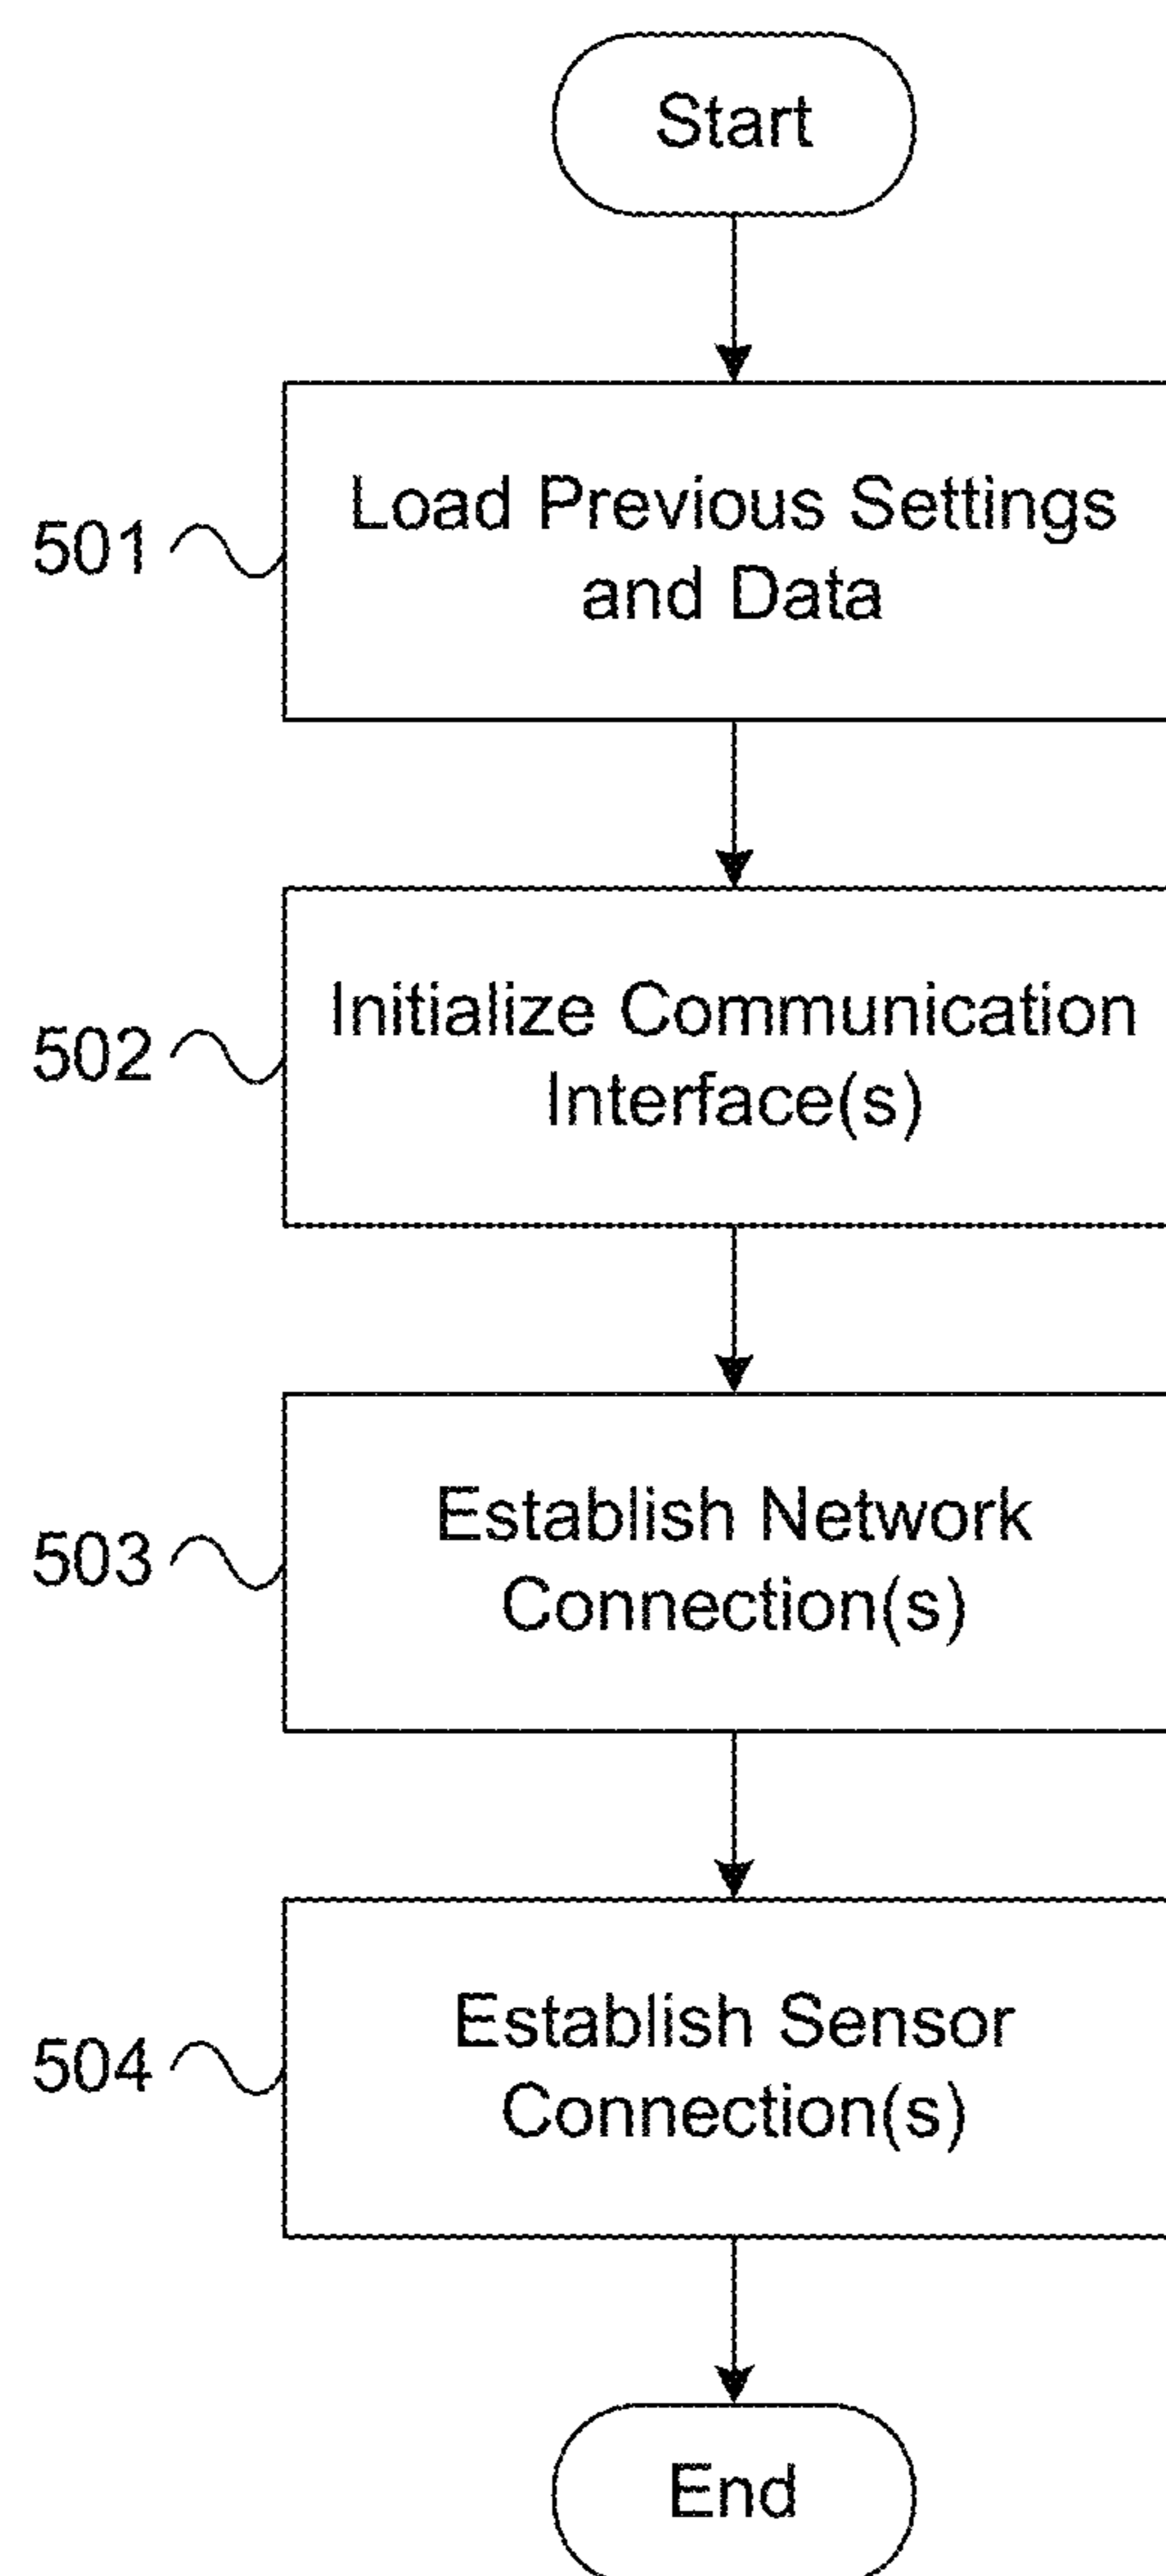 Start
501
Load Previous Settings
and Data
502
Initialize Communication
Interface(s)
503
Establish Network
Connection(s)
504
Establish Sensor
Connection(s)
End